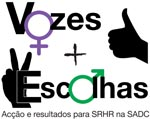 Vozes
+
Escolhas
Acção e resultados para SRHR na SADC